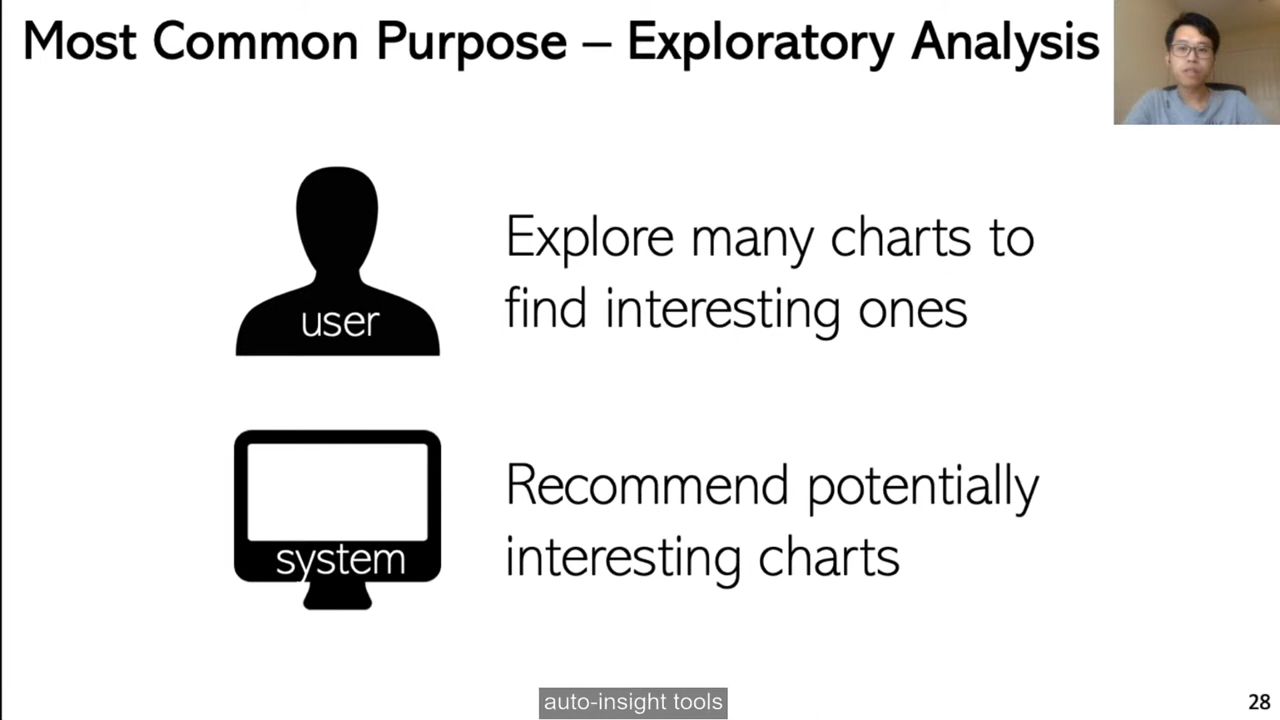 Most Common Purpose – Exploratory Analysis
user
Explore many charts to
find interesting ones
system
Recommend potentially
interesting charts
auto-insight tools
28